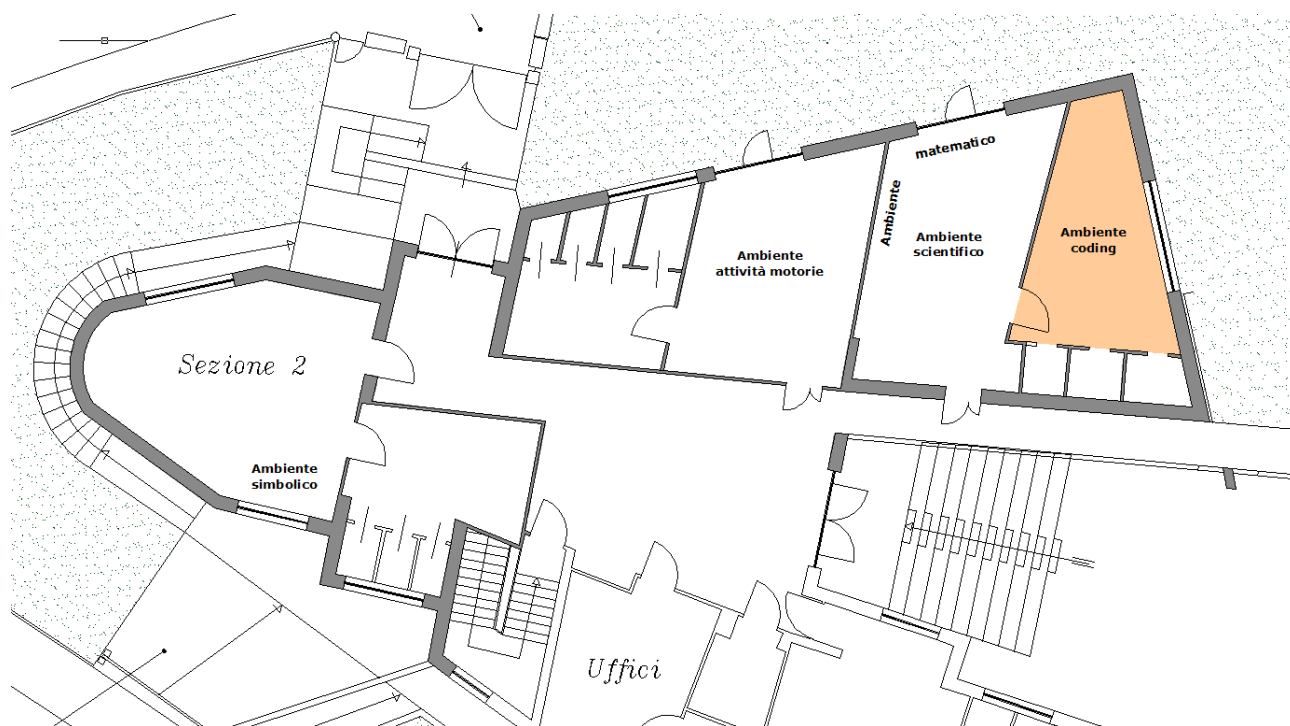 matematico
Ambiente
Ambiente
scientifico
Ambiente
coding
Ambiente
attività motorie
Sezione 2
Ambiente
simbolico
Uffici